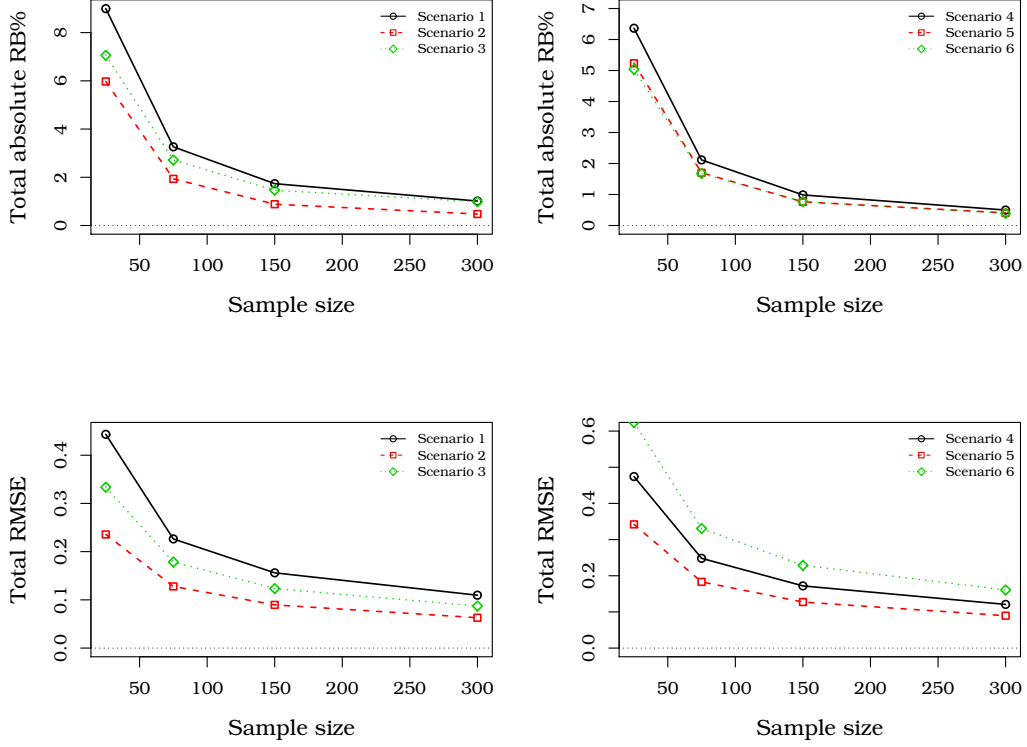 Total absolute RB%
0 2 4 6 8
Scenario 1
Scenario 2
Scenario 3
50 100 150 200 250 300
Sample size
Total absolute RB%
0 1 2 3 4 5 6 7
Scenario 4
Scenario 5
Scenario 6
50 100 150 200 250 300
Sample size
Total RMSE
0.0 0.1 0.2 0.3 0.4
Scenario 1
Scenario 2
Scenario 3
50 100 150 200 250 300
Sample size
Total RMSE
0.0 0.2 0.4 0.6
Scenario 4
Scenario 5
Scenario 6
50 100 150 200 250 300
Sample size